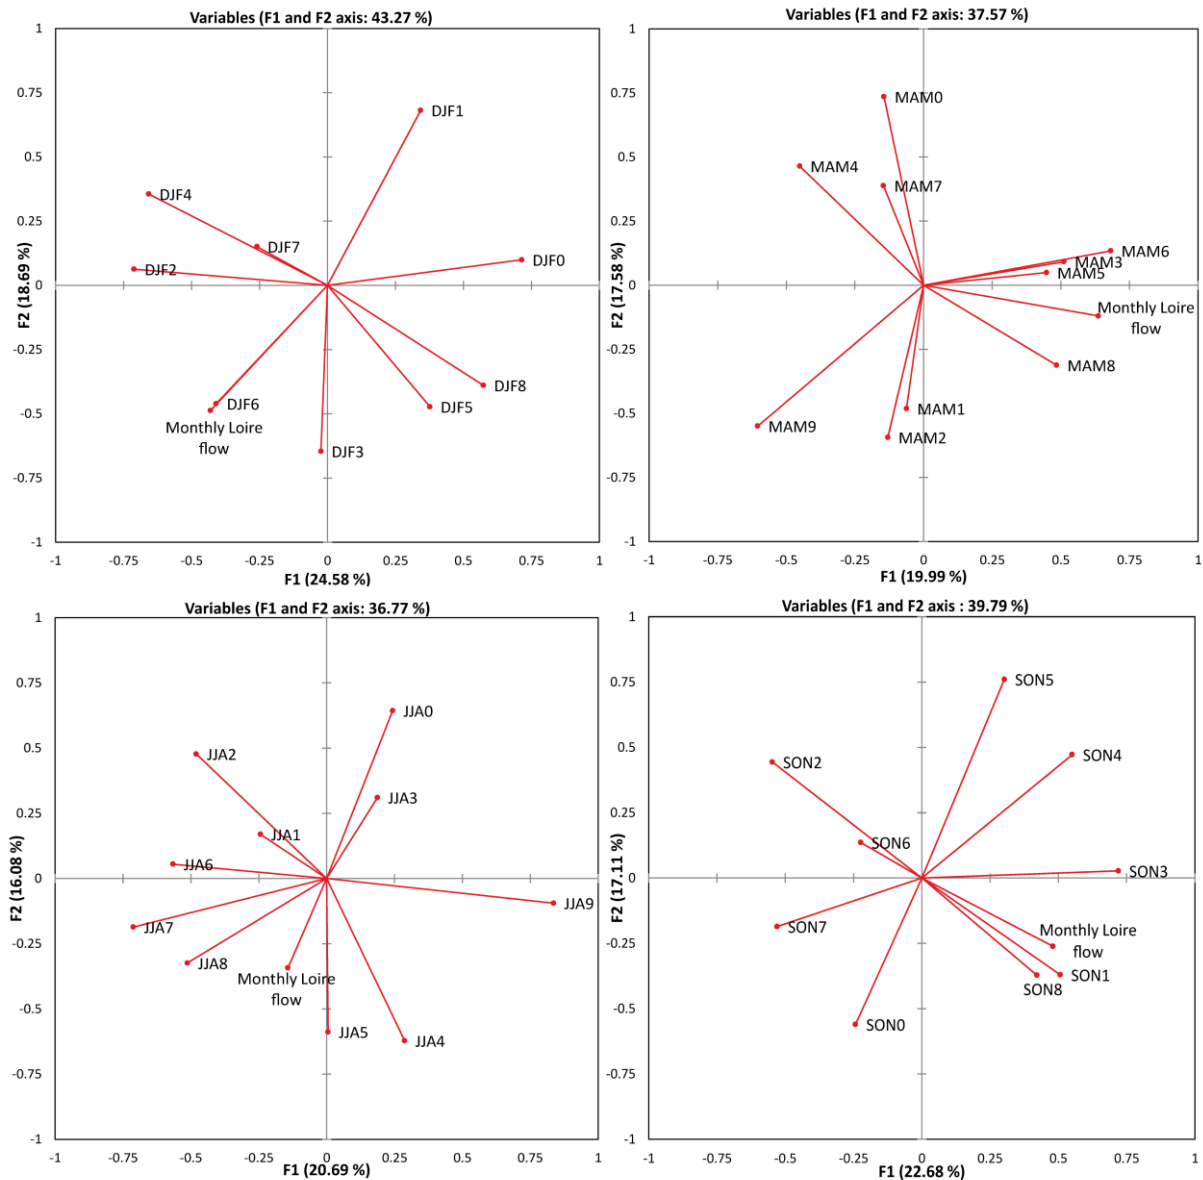 Variables (F1 and F2 axis: 43.27 %)
1
0.75
0.5
0.25
0
-0.25
-0.5
-0.75
-1
F2 (18.69 %)
DJF1
DJF4
DJF7
DJF2
DJF0
DJF8
DJF6
DJF5
Monthly Loire
flow
DJF3
-1
-0.75
-0.5
-0.25
0
0.25
0.5
0.75
1
F1 (24.58 %)
Variables (F1 and F2 axis: 37.57 %)
1
0.75
0.5
0.25
0
-0.25
-0.5
-0.75
-1
F2 (17.58 %)
MAM0
MAM4
MAM7
MAM6
MAM3
MAM5
Monthly Loire
flow
MAM8
MAM1
MAM9
MAM2
-1
-0.75
-0.5
-0.25
0
0.25
0.5
0.75
1
F1 (19.99 %)
Variables (F1 and F2 axis: 36.77 %)
1
0.75
0.5
0.25
0
-0.25
-0.5
-0.75
-1
F2 (16.08 %)
JJA0
JJA2
JJA3
JJA1
JJA6
JJA9
JJA7
JJA8
Monthly Loire
flow
JJA5
JJA4
-1
-0.75
-0.5
-0.25
0
0.25
0.5
0.75
1
F1 (20.69 %)
Variables (F1 and F2 axis : 39.79 %)
1
0.75
0.5
0.25
0
-0.25
-0.5
-0.75
-1
F2 (17.11 %)
SON5
SON4
SON2
SON6
SON3
SON7
Monthly Loire
flow
SON1
SON8
SON0
-1
-0.75
-0.5
-0.25
0
0.25
0.50
0.75
1
F1 (22.68 %)